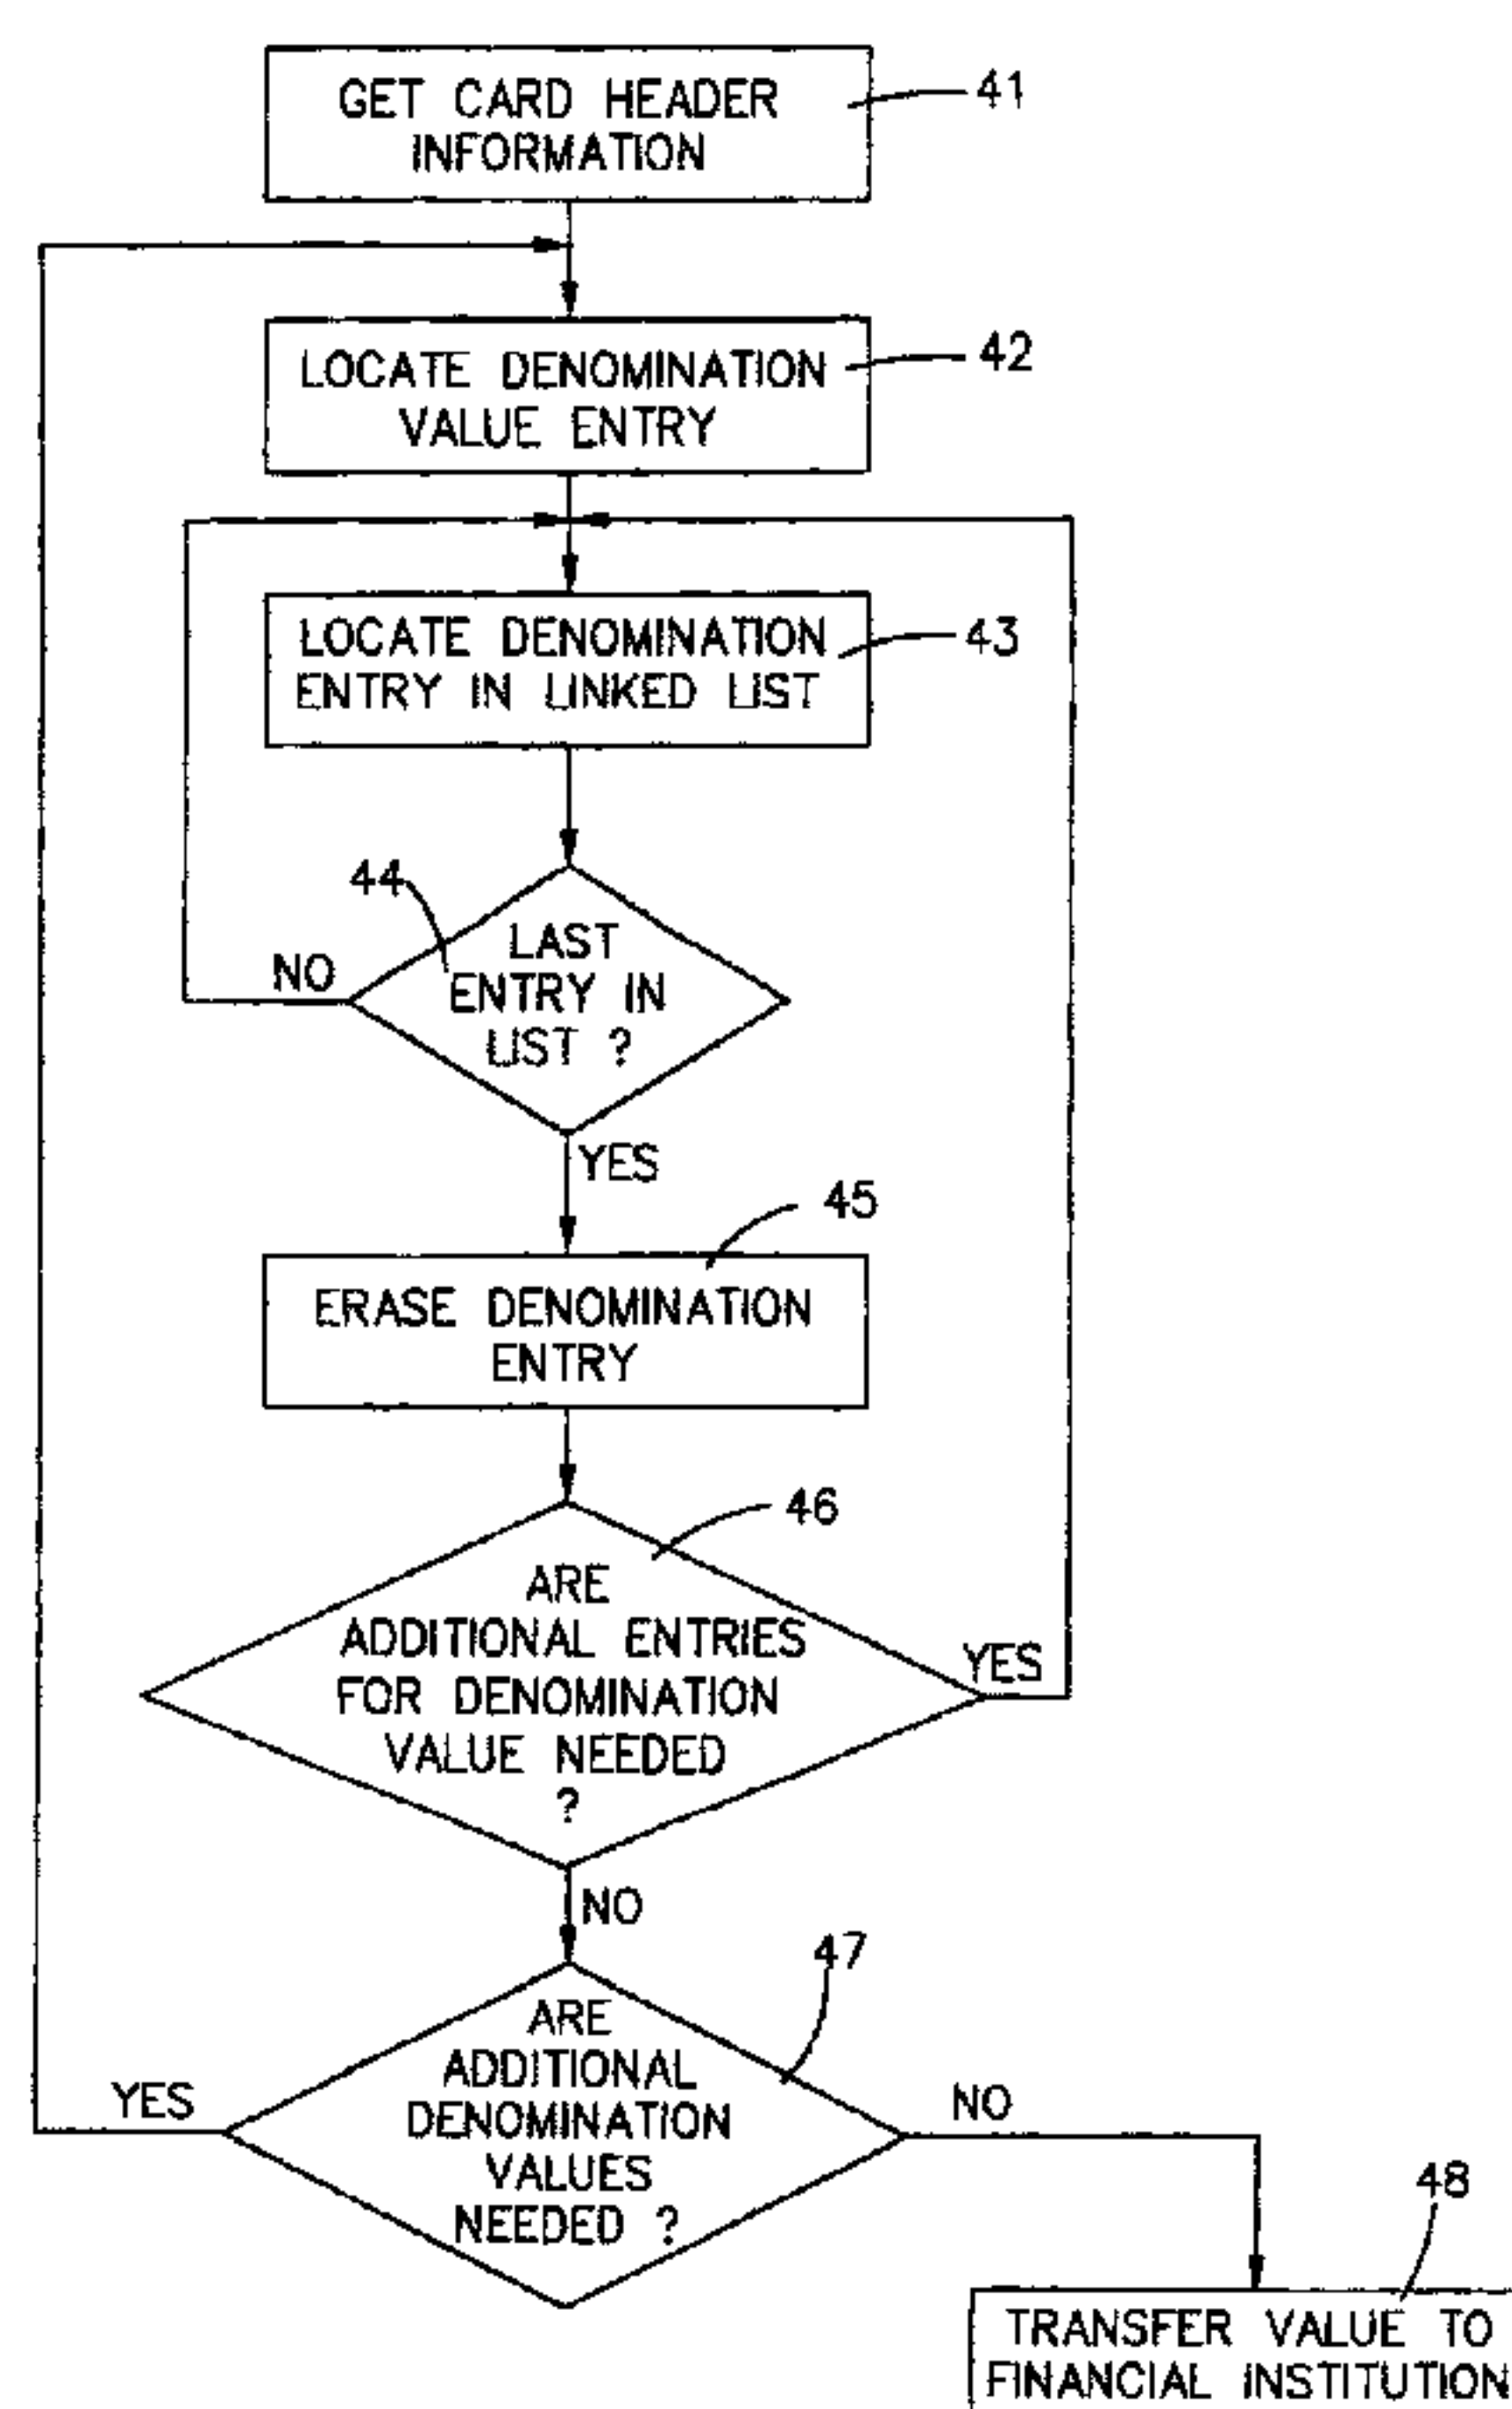 GET CARD HEADER
INFORMATION
41
LOCATE DENOMINATION
VALUE ENTRY
42
LOCATE DENOMINATION
ENTRY IN LINKED LIST
43
44
LAST
ENTRY IN
LIST ?
NO
YES
45
ERASE DENOMINATION
ENTRY
46
ARE
ADDITIONAL ENTRIES
FOR DENOMINATION
VALUE NEEDED
?
YES
NO
47
ARE
ADDITIONAL
DENOMINATION
VALUES
NEEDED ?
YES
NO
48
TRANSFER VALUE TO
FINANCIAL INSTITUTION